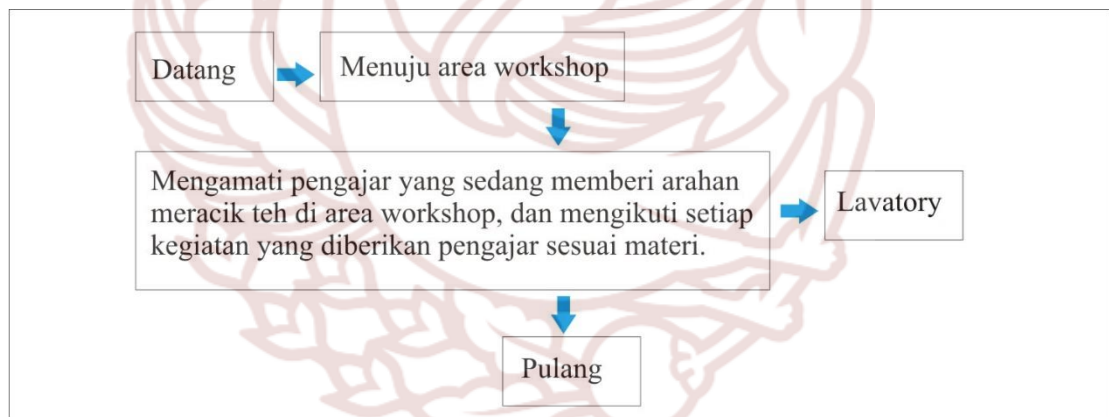 Datang
Menuju area workshop
Mengamati pengajar yang sedang memberi arahan
meracik teh di area workshop, dan mengikuti setiap
kegiatan yang diberikan pengajar sesuai materi.
Lavatory
Pulang